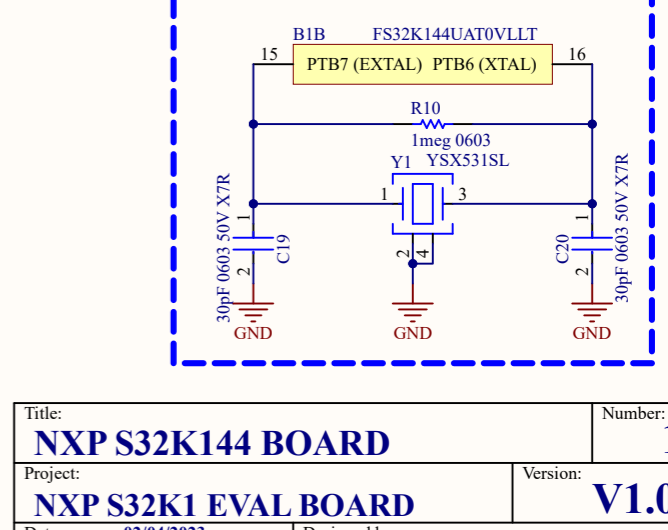 B1B FS32K144UAT0VLLT
15 PTB7 (EXTAL) PTB6 (XTAL) 16
R10
1meg 0603
Y1 YSX531SL
1 3
30pF 0603 50V X7R
1
C19
2
2 4
1
C20
2
30pF 0603 50V X7R
GND GND GND
Title:
NXP S32K144 BOARD
Number:
Project:
NXP S32K1 EVAL BOARD
Version:
V1.0